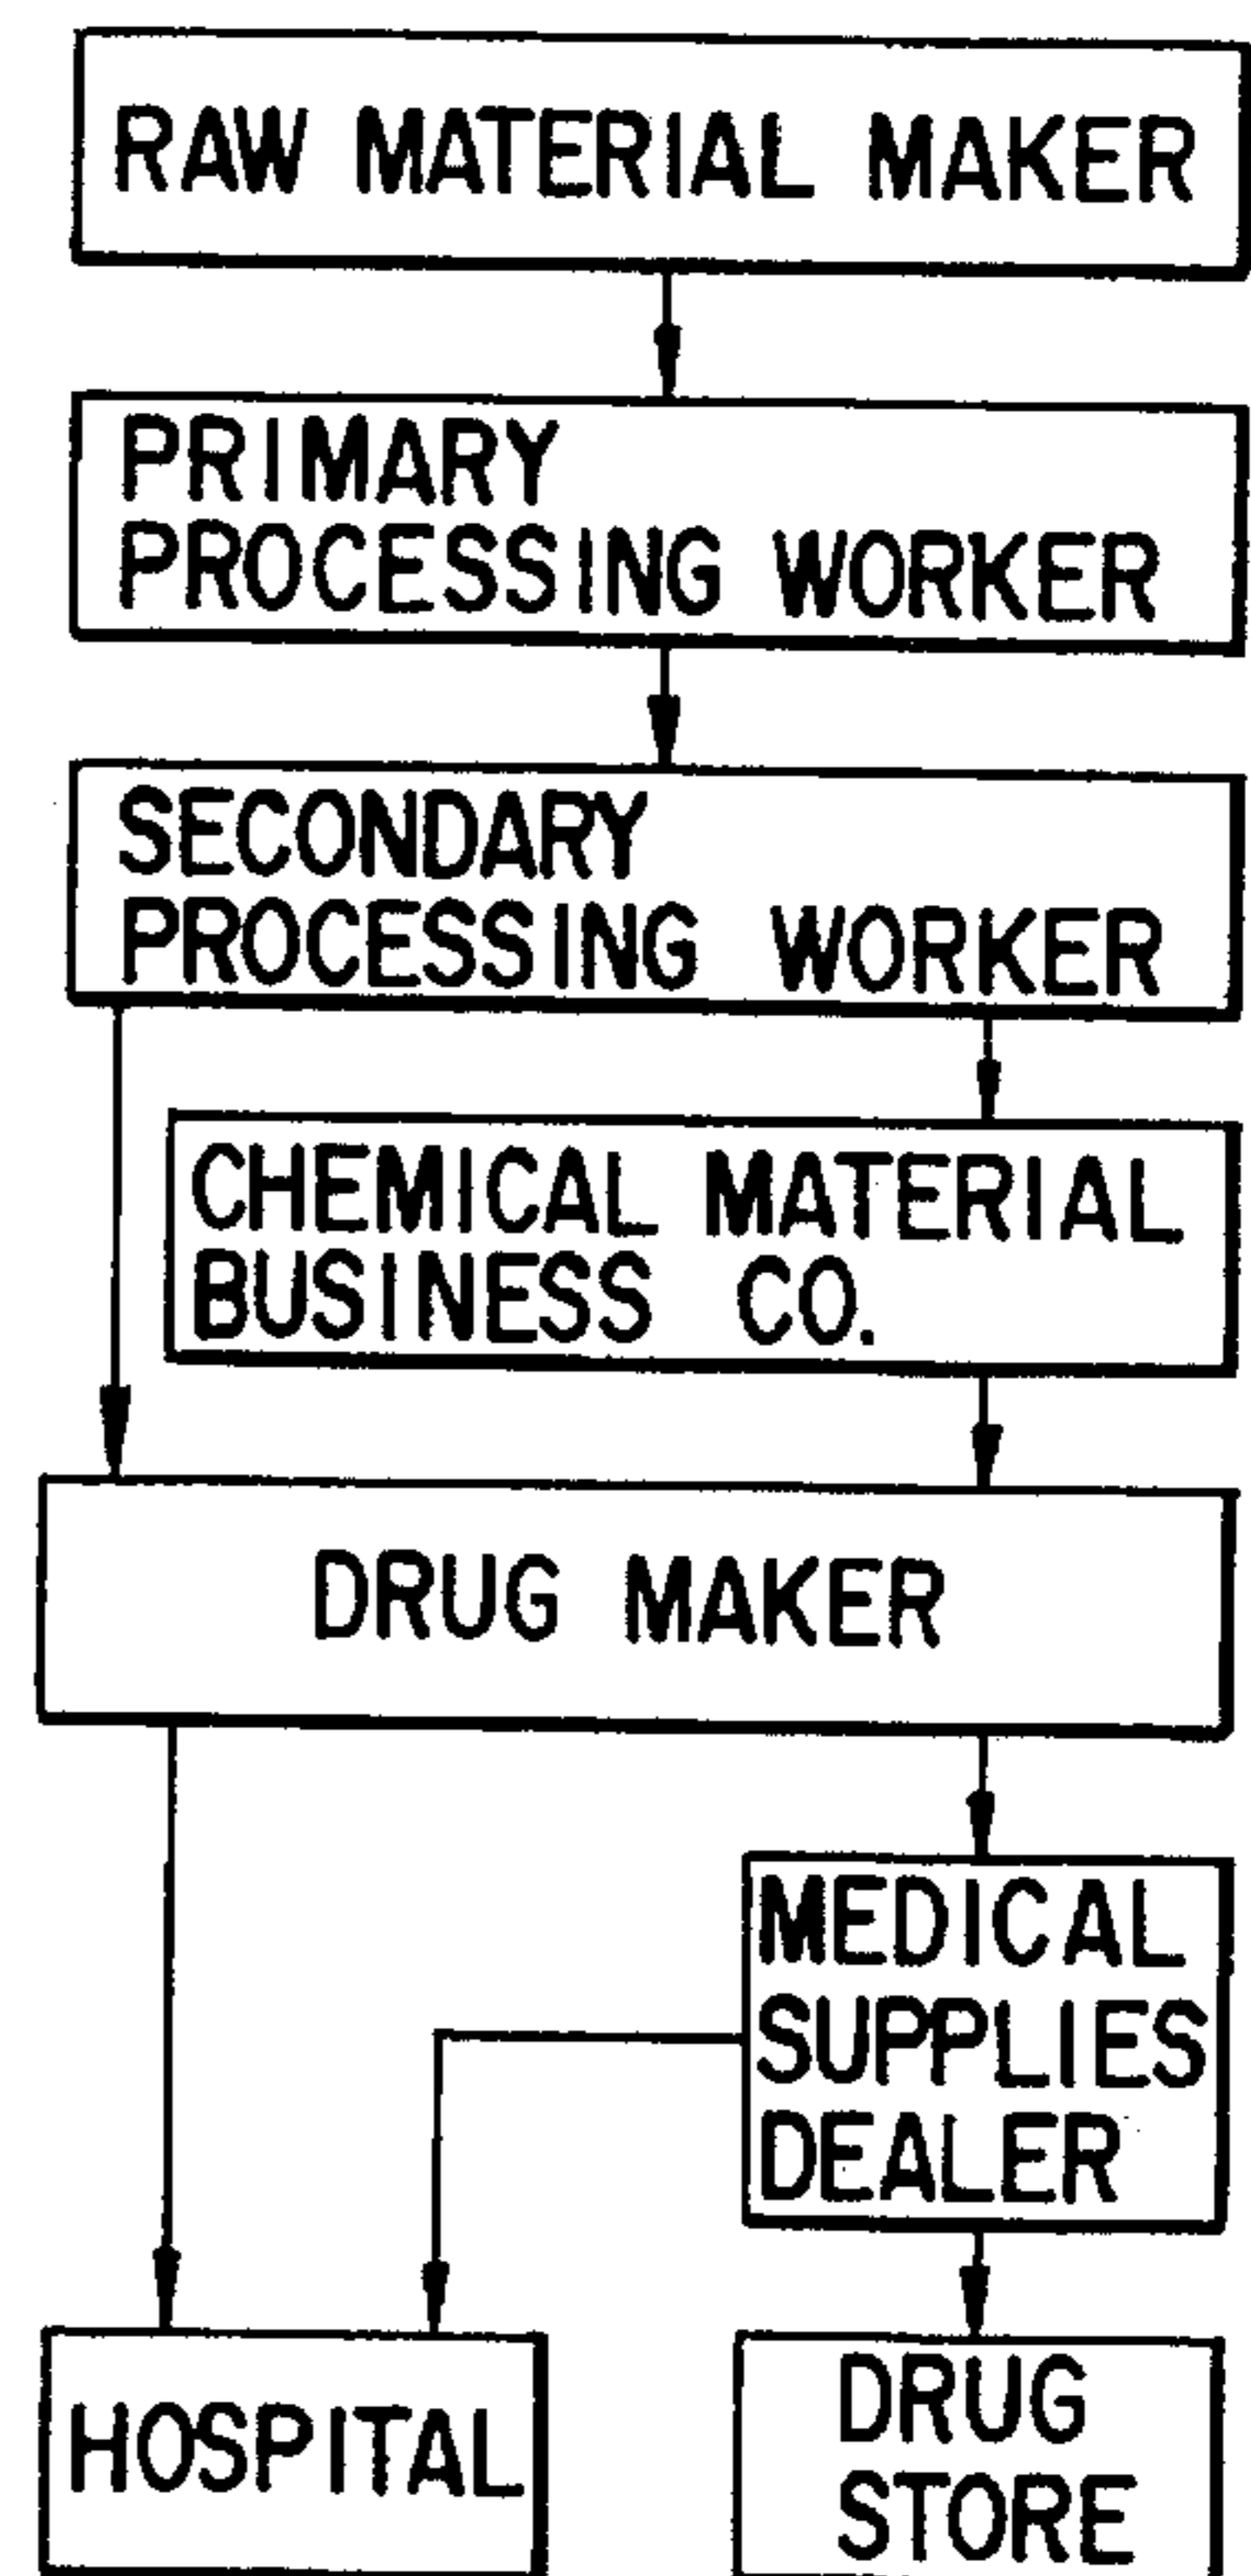 RAW MATERIAL MAKER
PRIMARY
PROCESSING WORKER
SECONDARY
PROCESSING WORKER
CHEMICAL MATERIAL
BUSINESS CO.
DRUG MAKER
MEDICAL
SUPPLIES
DEALER
HOSPITAL
DRUG
STORE